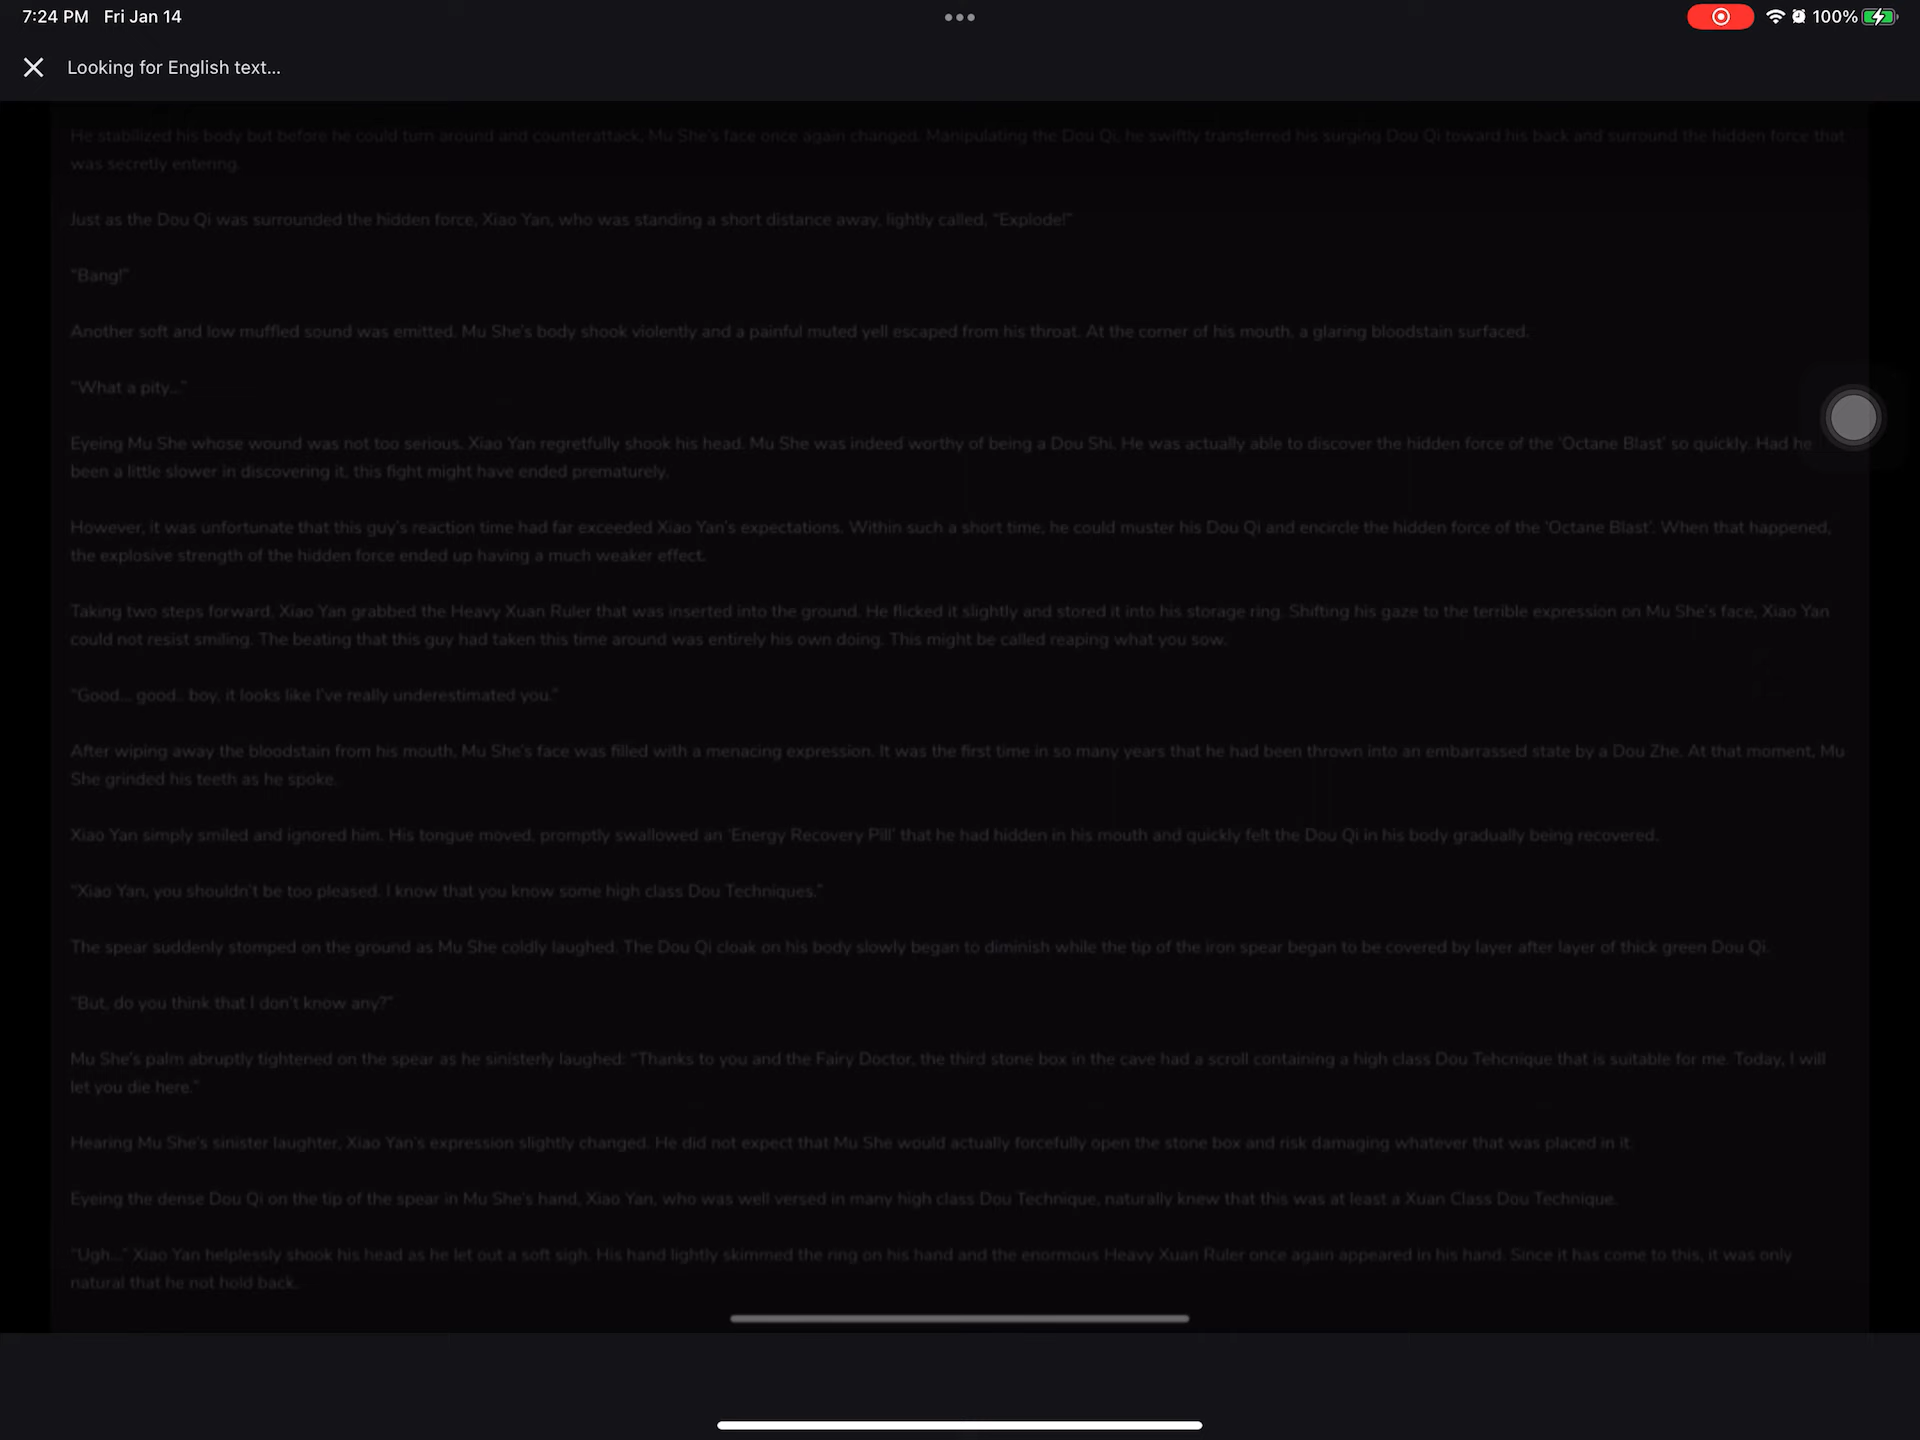 7:24 PM Fri Jan 14
100%
Looking for English text...
He stabilized his body but before he could turn around and counterattack, Mu She's face once again changed. Manipulating the Dou Qi, he swiftly transferred his surging Dou Qi toward his back and surround the hidden force that
was secretly entering.
Just as the Dou Qi was surrounded the hidden force, Xiao Yan, who was standing a short distance away, lightly called, "Explode!"
"Bang!"
Another soft and low muffled sound was emitted. Mu She's body shook violently and a painful muted yell escaped from his throat. At the corner of his mouth, a glaring bloodstain surfaced.
"What a pity..."
Eyeing Mu She whose wound was not too serious, Xiao Yan regretfully shook his head. Mu She was indeed worthy of being a Dou Shi. He was actually able to discover the hidden force of the 'Octane Blast' so quickly. Had he
been a little slower in discovering it, this fight might have ended prematurely.
However, it was unfortunate that this guy's reaction time had far exceeded Xiao Yan's expectations. Within such a short time, he could muster his Dou Qi and encircle the hidden force of the 'Octane Blast'. When that happened,
the explosive strength of the hidden force ended up having a much weaker effect.
Taking two steps forward, Xiao Yan grabbed the Heavy Xuan Ruler that was inserted into the ground. He flicked it slightly and stored it into his storage ring. Shifting his gaze to the terrible expression on Mu She's face, Xiao Yan
could not resist smiling. The beating that this guy had taken this time around was entirely his own doing. This might be called reaping what you sow.
"Good... good.. boy, it looks like I've really underestimated you."
After wiping away the bloodstain from his mouth, Mu She's face was filled with a menacing expression. It was the first time in so many years that he had been thrown into an embarrassed state by a Dou Zhe. At that moment, Mu
She grinded his teeth as he spoke.
Xiao Yan simply smiled and ignored him. His tongue moved, promptly swallowed an 'Energy Recovery Pill' that he had hidden in his mouth and quickly felt the Dou Qi in his body gradually being recovered.
"Xiao Yan, you shouldn't be too pleased. I know that you know some high class Dou Techniques."
The spear suddenly stomped on the ground as Mu She coldly laughed. The Dou Qi cloak on his body slowly began to diminish while the tip of the iron spear began to be covered by layer after layer of thick green Dou Qi.
"But, do you think that I don't know any?"
Mu She's palm abruptly tightened on the spear as he sinisterly laughed: "Thanks to you and the Fairy Doctor, the third stone box in the cave had a scroll containing a high class Dou Tehcnique that is suitable for me. Today, I will
let you die here."
Hearing Mu She's sinister laughter, Xiao Yan's expression slightly changed. He did not expect that Mu She would actually forcefully open the stone box and risk damaging whatever that was placed in it.
Eyeing the dense Dou Qi on the tip of the spear in Mu She's hand, Xiao Yan, who was well versed in many high class Dou Technique, naturally knew that this was at least a Xuan Class Dou Technique.
"Ugh..." Xiao Yan helplessly shook his head as he let out a soft sigh. His hand lightly skimmed the ring on his hand and the enormous Heavy Xuan Ruler once again appeared in his hand. Since it has come to this, it was only
natural that he not hold back.